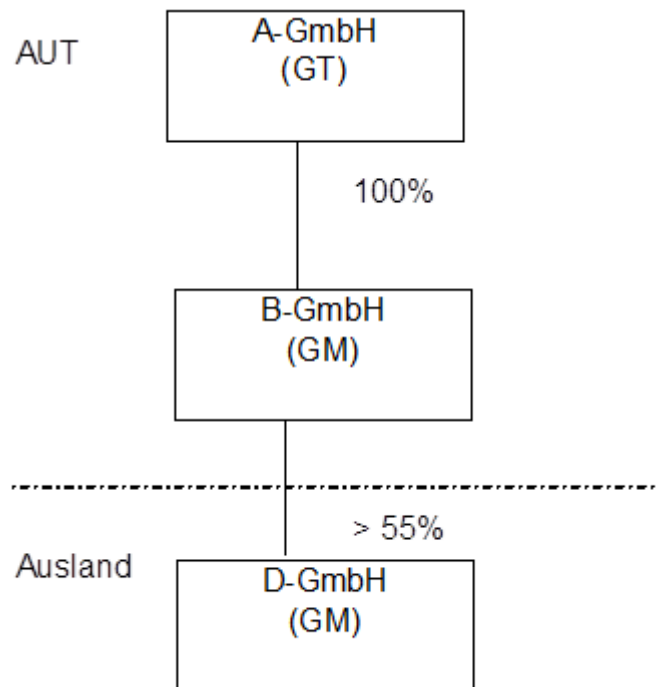 AUT
A-GmbH
(GT)
100%
B-GmbH
(GM)
> 55%
Ausland
D-GmbH
(GM)